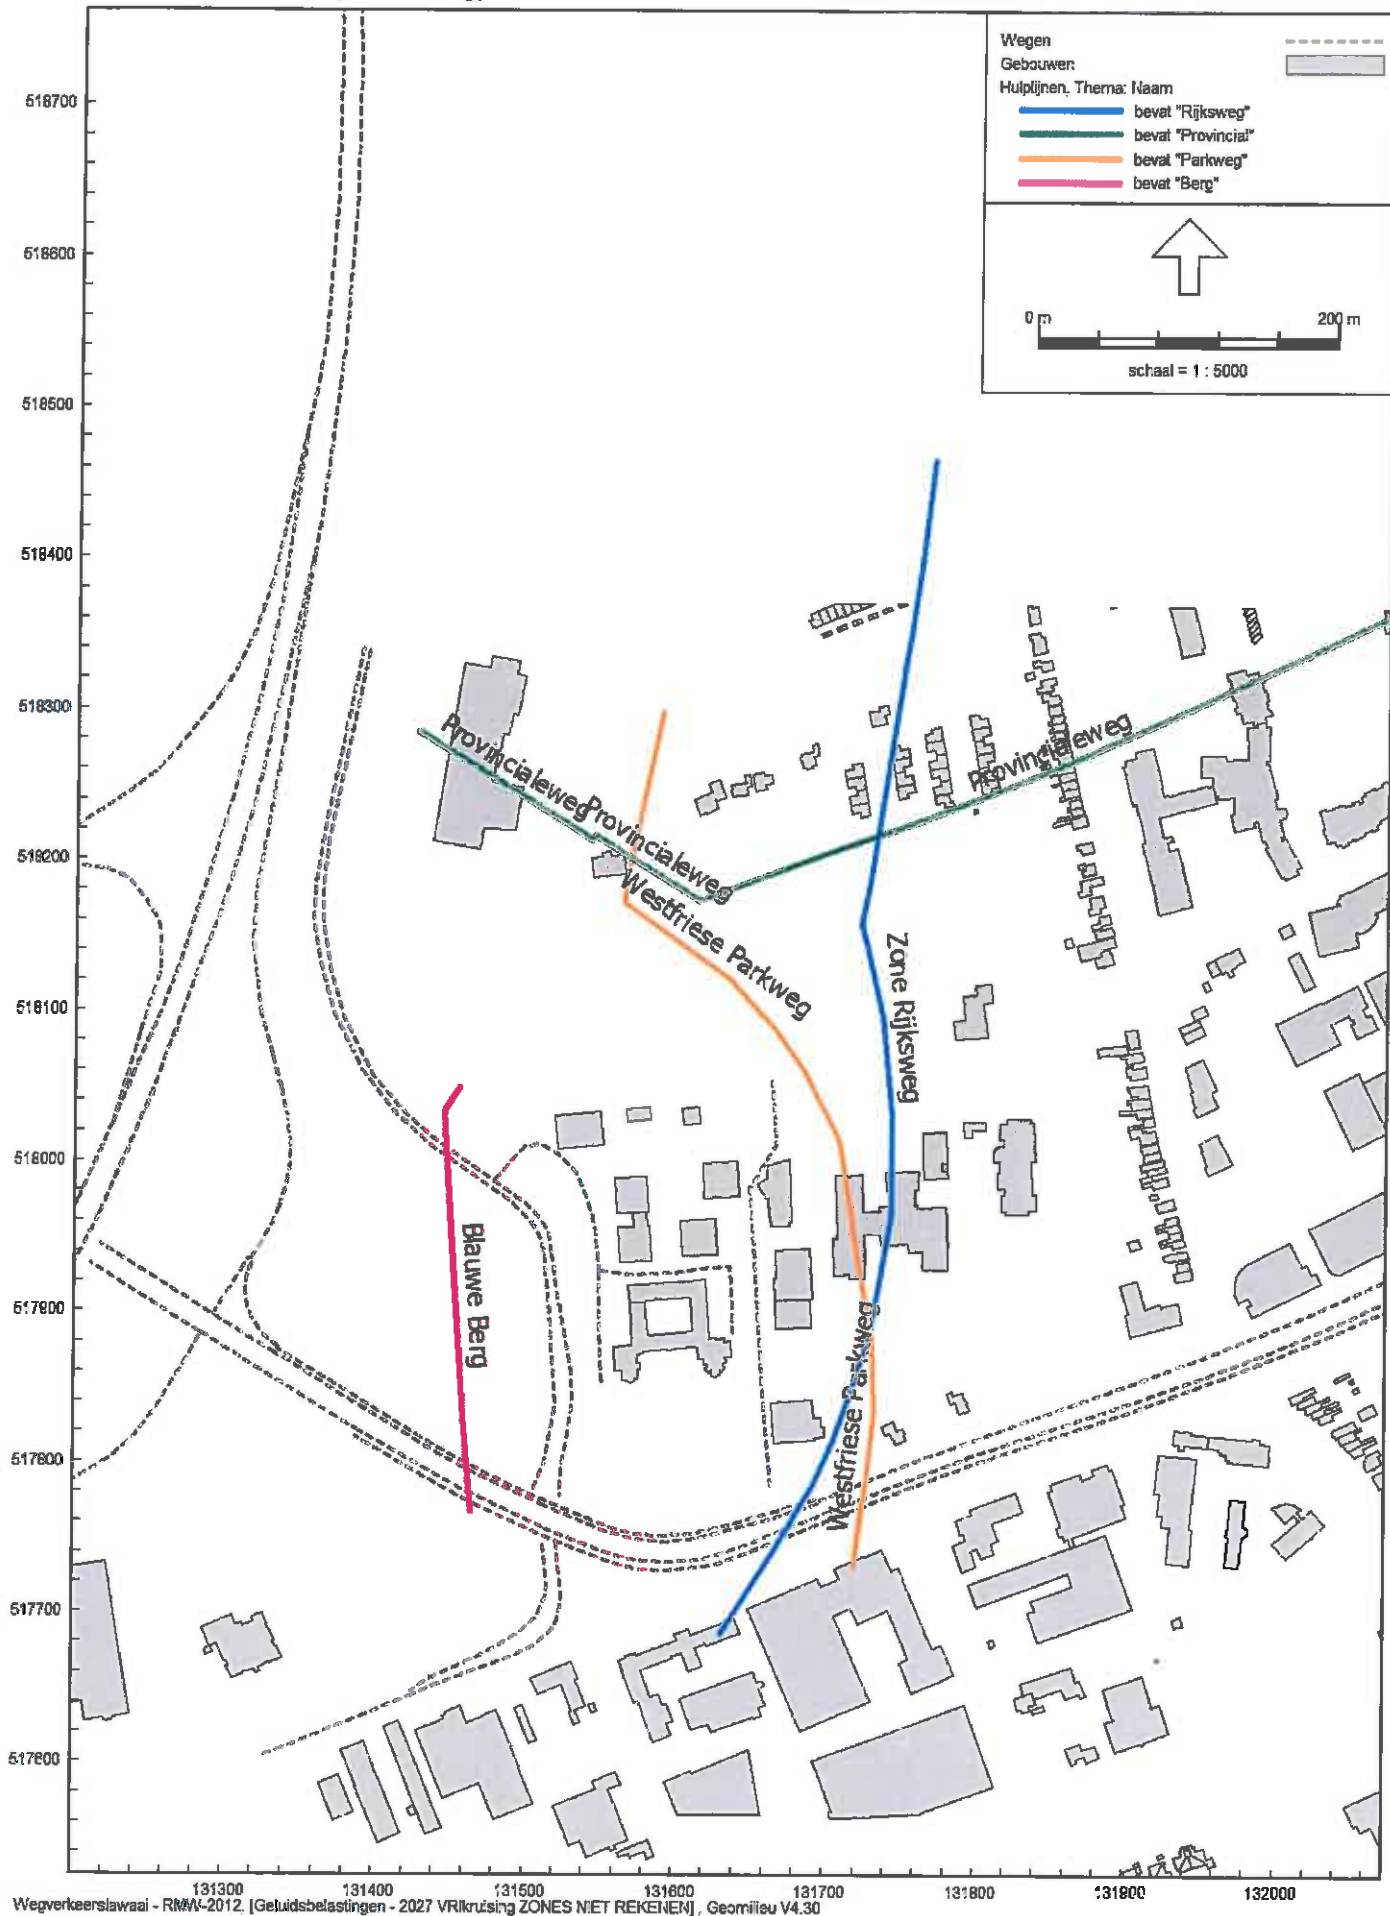 Wegen
Gebouwen
Hulplijnen, Thema: Naam
bevat "Rijksweg"
bevat "Provincial"
bevat "Parkweg"
bevat "Berg"
0 m
200 m
schaal = 1 : 5000
518700
518600
518500
518400
518300
518200
518100
518000
517900
517800
517700
517600
Provincialeweg
Provincialeweg
Provincialeweg
Westfriese Parkweg
Zone Rijksweg
Blauwe Berg
Westfriese Parkweg
131300
131400
131500
131600
131700
131800
131900
132000
Wegverkeerslawaai - RMW-2012, [Geluidsbelastingen - 2027 VRIkruising ZONES NIET REKENEN] , Geomilieu V4.30